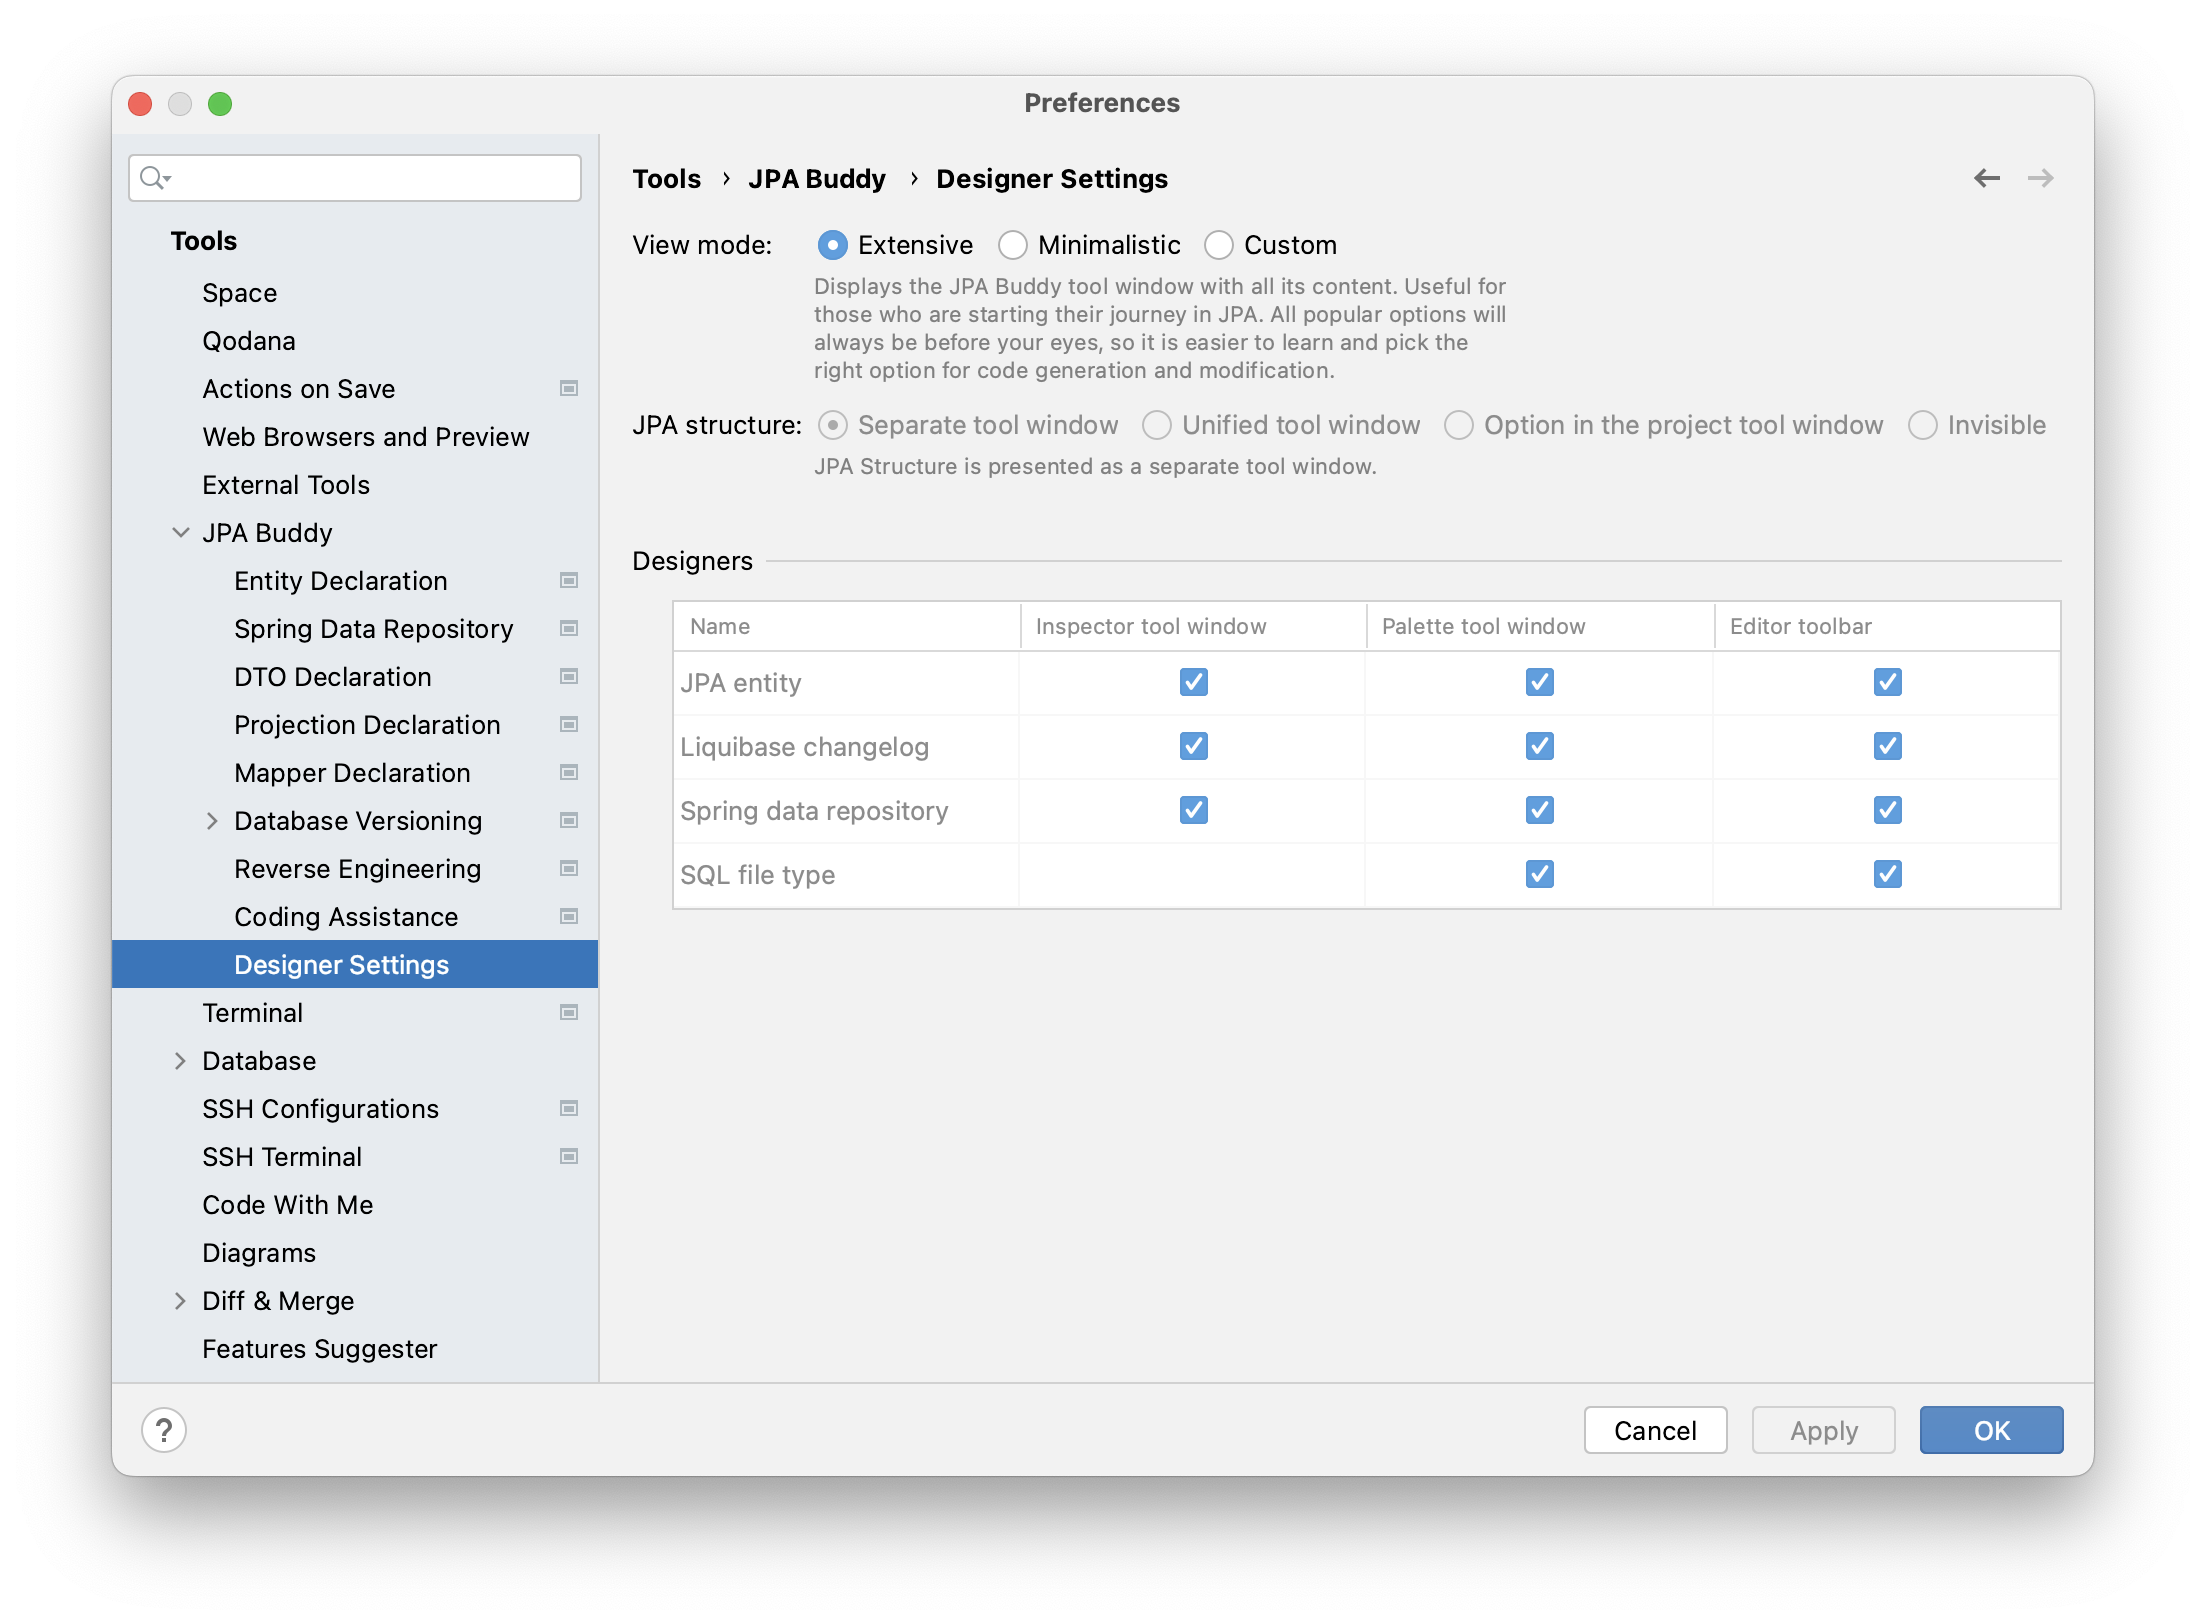 Preferences
Tools
Space
Qodana
Actions on Save
Web Browsers and Preview
External Tools
JPA Buddy
Entity Declaration
Spring Data Repository
DTO Declaration
Projection Declaration
Mapper Declaration
Database Versioning
Reverse Engineering
Coding Assistance
Designer Settings
Terminal
Database
SSH Configurations
SSH Terminal
Code With Me
Diagrams
Diff & Merge
Features Suggester
Tools › JPA Buddy › Designer Settings
View mode: Extensive Minimalistic Custom
Displays the JPA Buddy tool window with all its content. Useful for
those who are starting their journey in JPA. All popular options will
always be before your eyes, so it is easier to learn and pick the
right option for code generation and modification.
JPA structure: Separate tool window Unified tool window Option in the project tool window Invisible
JPA Structure is presented as a separate tool window.
Designers
Name Inspector tool window Palette tool window Editor toolbar
JPA entity
Liquibase changelog
Spring data repository
SQL file type
? Cancel Apply OK